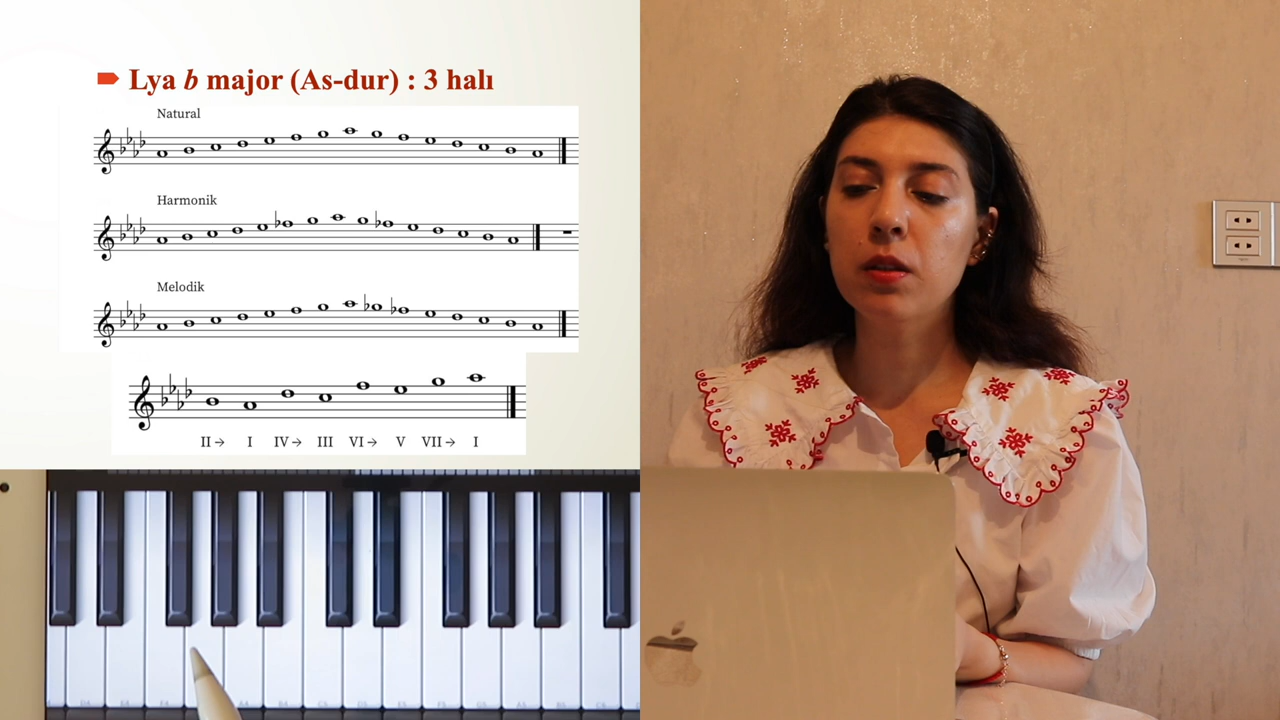 Lya b major (As-dur) : 3 halı
Natural
Harmonik
Melodik
II → I IV → III VI → V VII → I